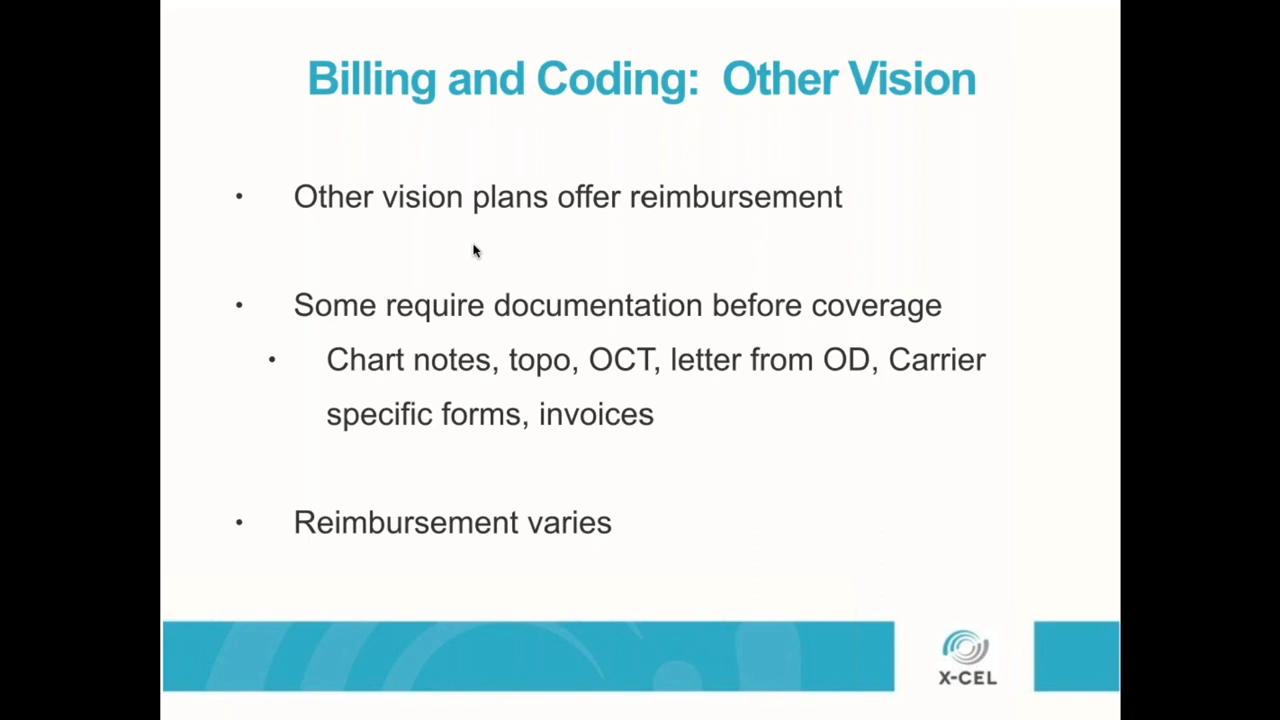 Billing and Coding: Other Vision
• Other vision plans offer reimbursement
• Some require documentation before coverage
• Chart notes, topo, OCT, letter from OD, Carrier
specific forms, invoices
• Reimbursement varies
X-CEL